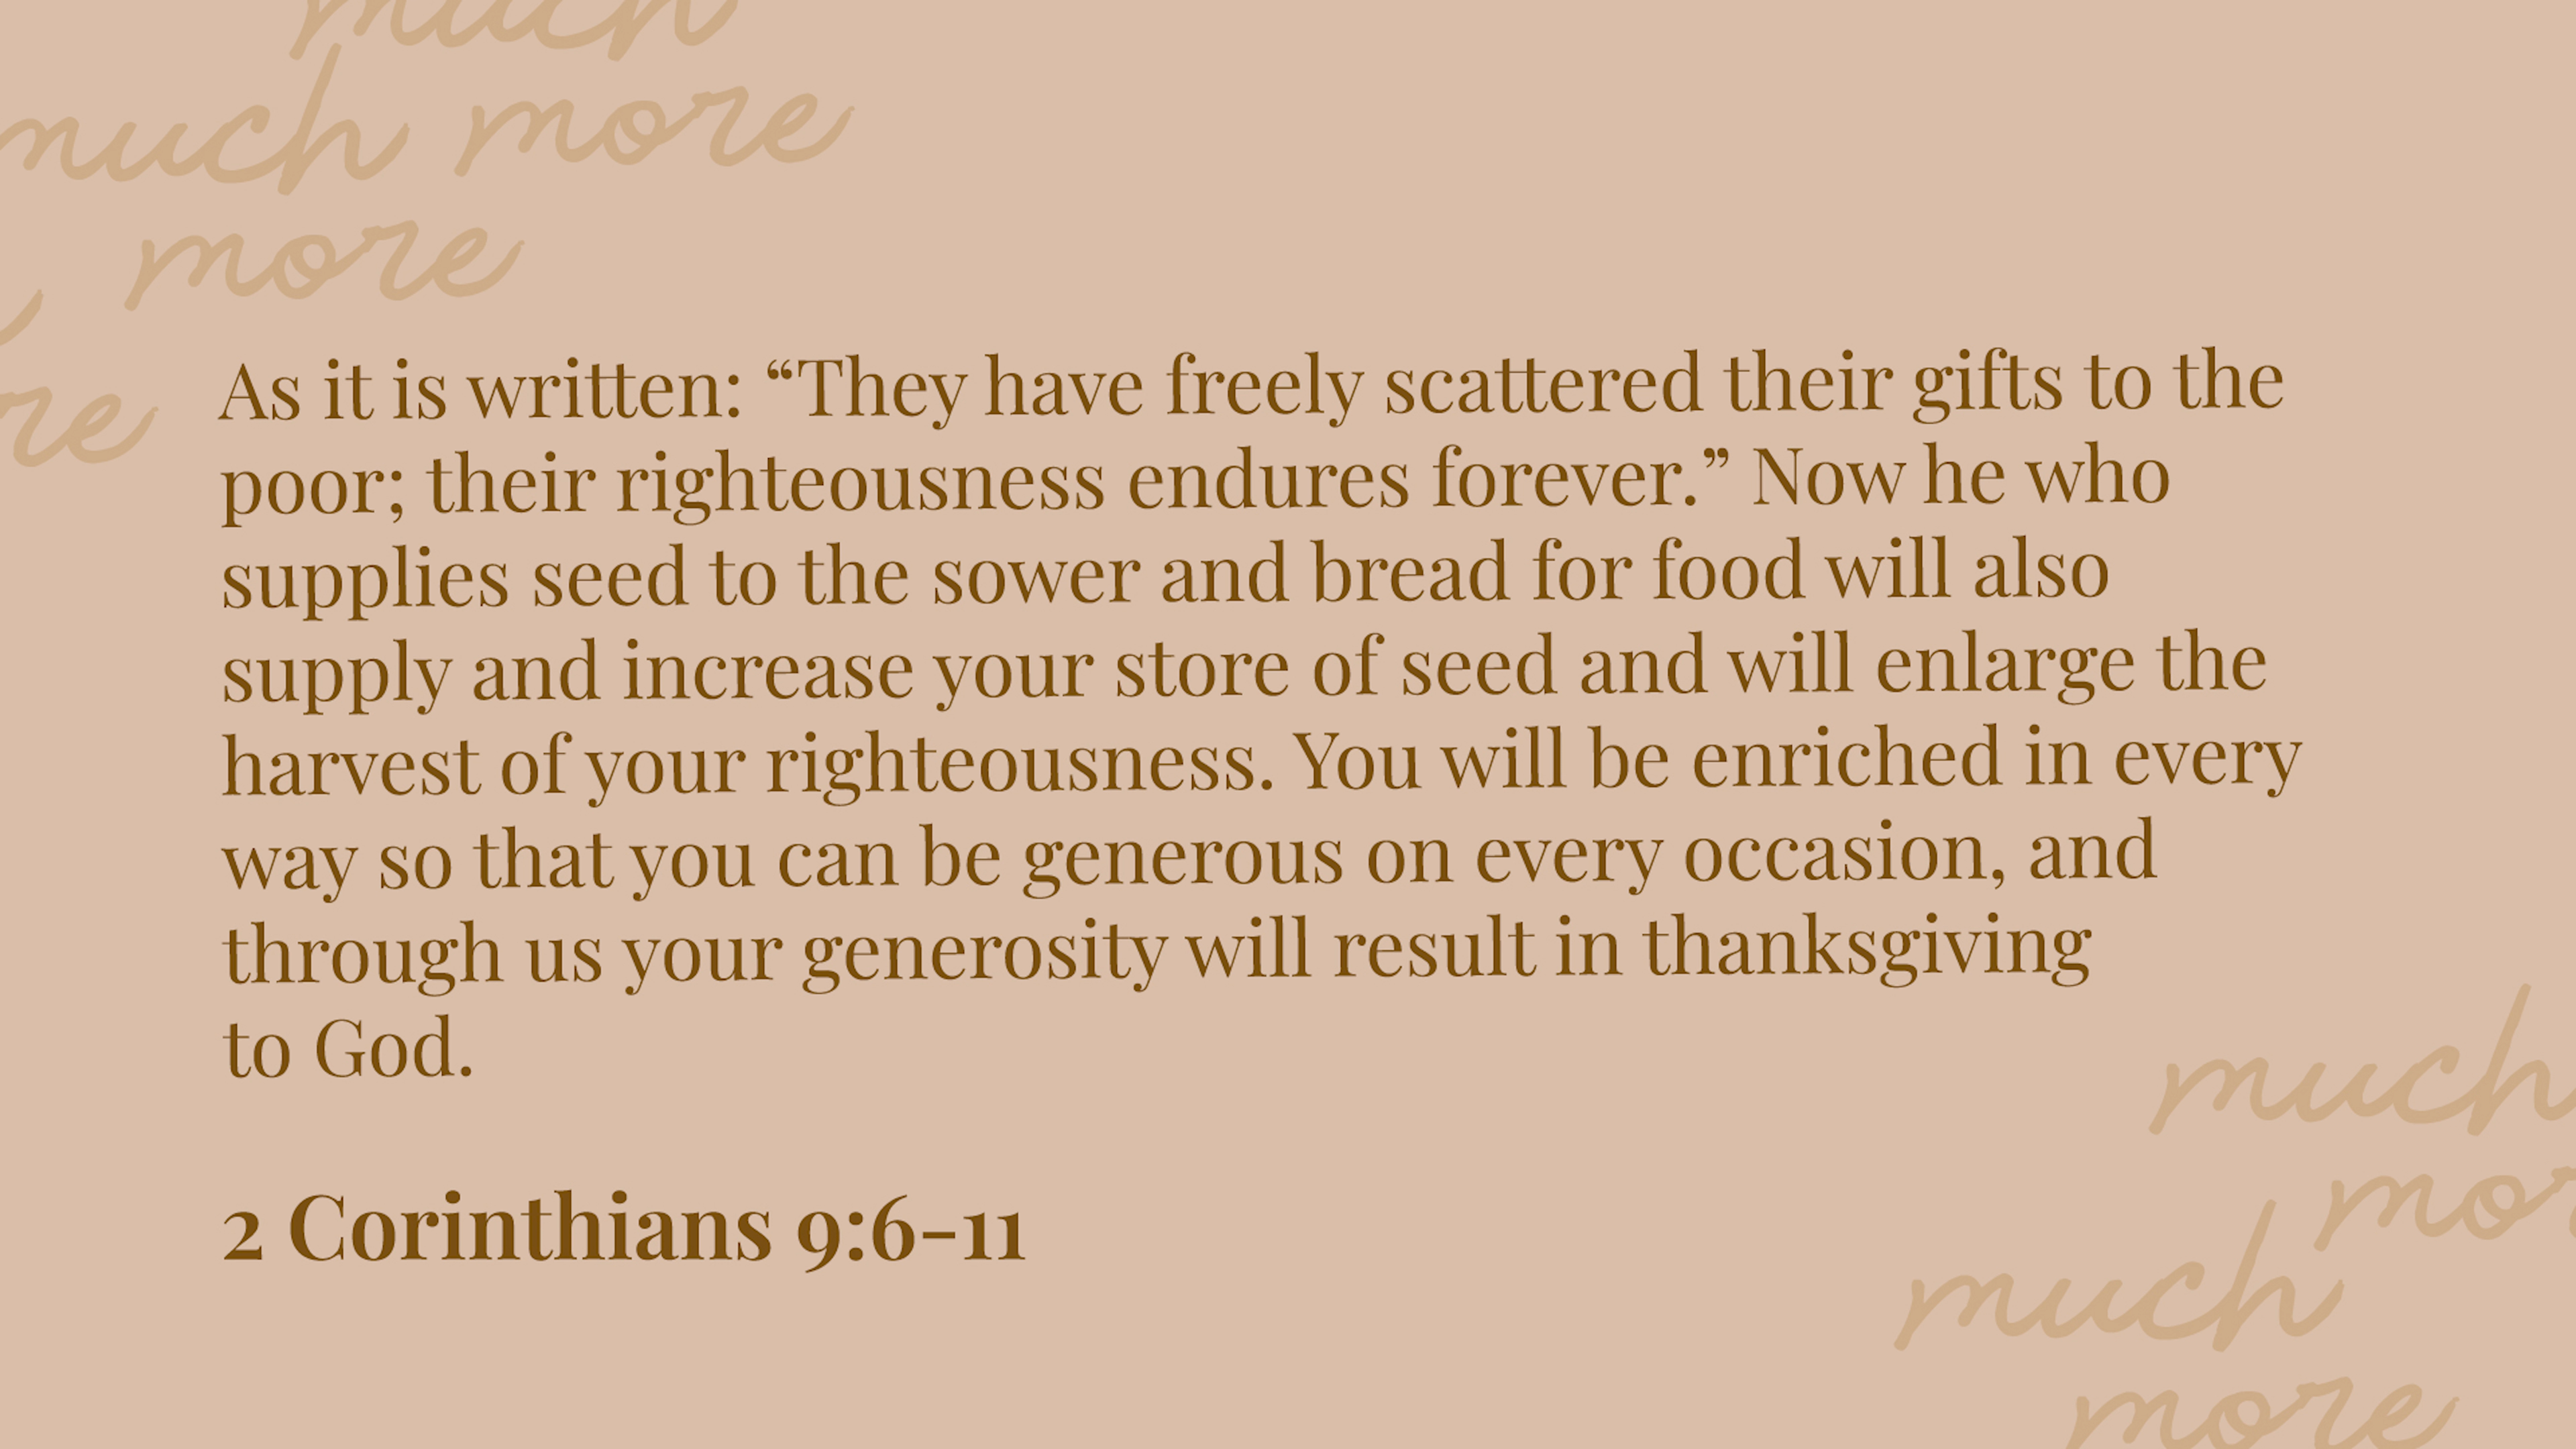 much
much more
more
re
As it is written: “They have freely scattered their gifts to the
poor; their righteousness endures forever.” Now he who
supplies seed to the sower and bread for food will also
supply and increase your store of seed and will enlarge the
harvest of your righteousness. You will be enriched in every
way so that you can be generous on every occasion, and
through us your generosity will result in thanksgiving
to God.
2 Corinthians 9:6-11
much
mor
much
more